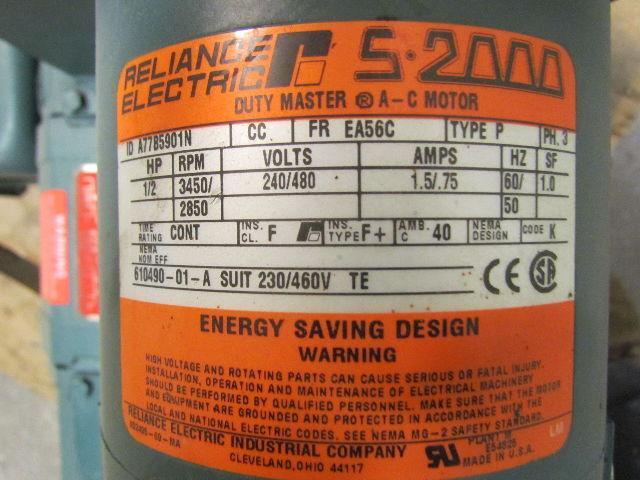 RELIANCE ELECTRIC S-2000
DUTY MASTER ® A-C MOTOR
ID A77B5901N CC FR EA56C TYPE P PH. 3
HP RPM VOLTS AMPS HZ SF
1/2 3450/ 240/480 1.5/.75 60/ 1.0
2850 50
TIME RATING CONT INS. CL. F INS. TYPE F+ AMB. C 40 NEMA DESIGN CODE K
NEMA NOM EFF
610490-01-A SUIT 230/460V TE
CE SA
ENERGY SAVING DESIGN
WARNING
HIGH VOLTAGE AND ROTATING PARTS CAN CAUSE SERIOUS OR FATAL INJURY.
INSTALLATION, OPERATION AND MAINTENANCE OF ELECTRICAL MACHINERY
SHOULD BE PERFORMED BY QUALIFIED PERSONNEL. MAKE SURE THAT THE MOTOR
AND EQUIPMENT ARE GROUNDED AND PROTECTED IN ACCORDANCE WITH THE
LOCAL AND NATIONAL ELECTRIC CODES. SEE NEMA MG-2 SAFETY STANDARD.
RELIANCE ELECTRIC INDUSTRIAL COMPANY
CLEVELAND, OHIO 44117
MADE IN U.S.A.